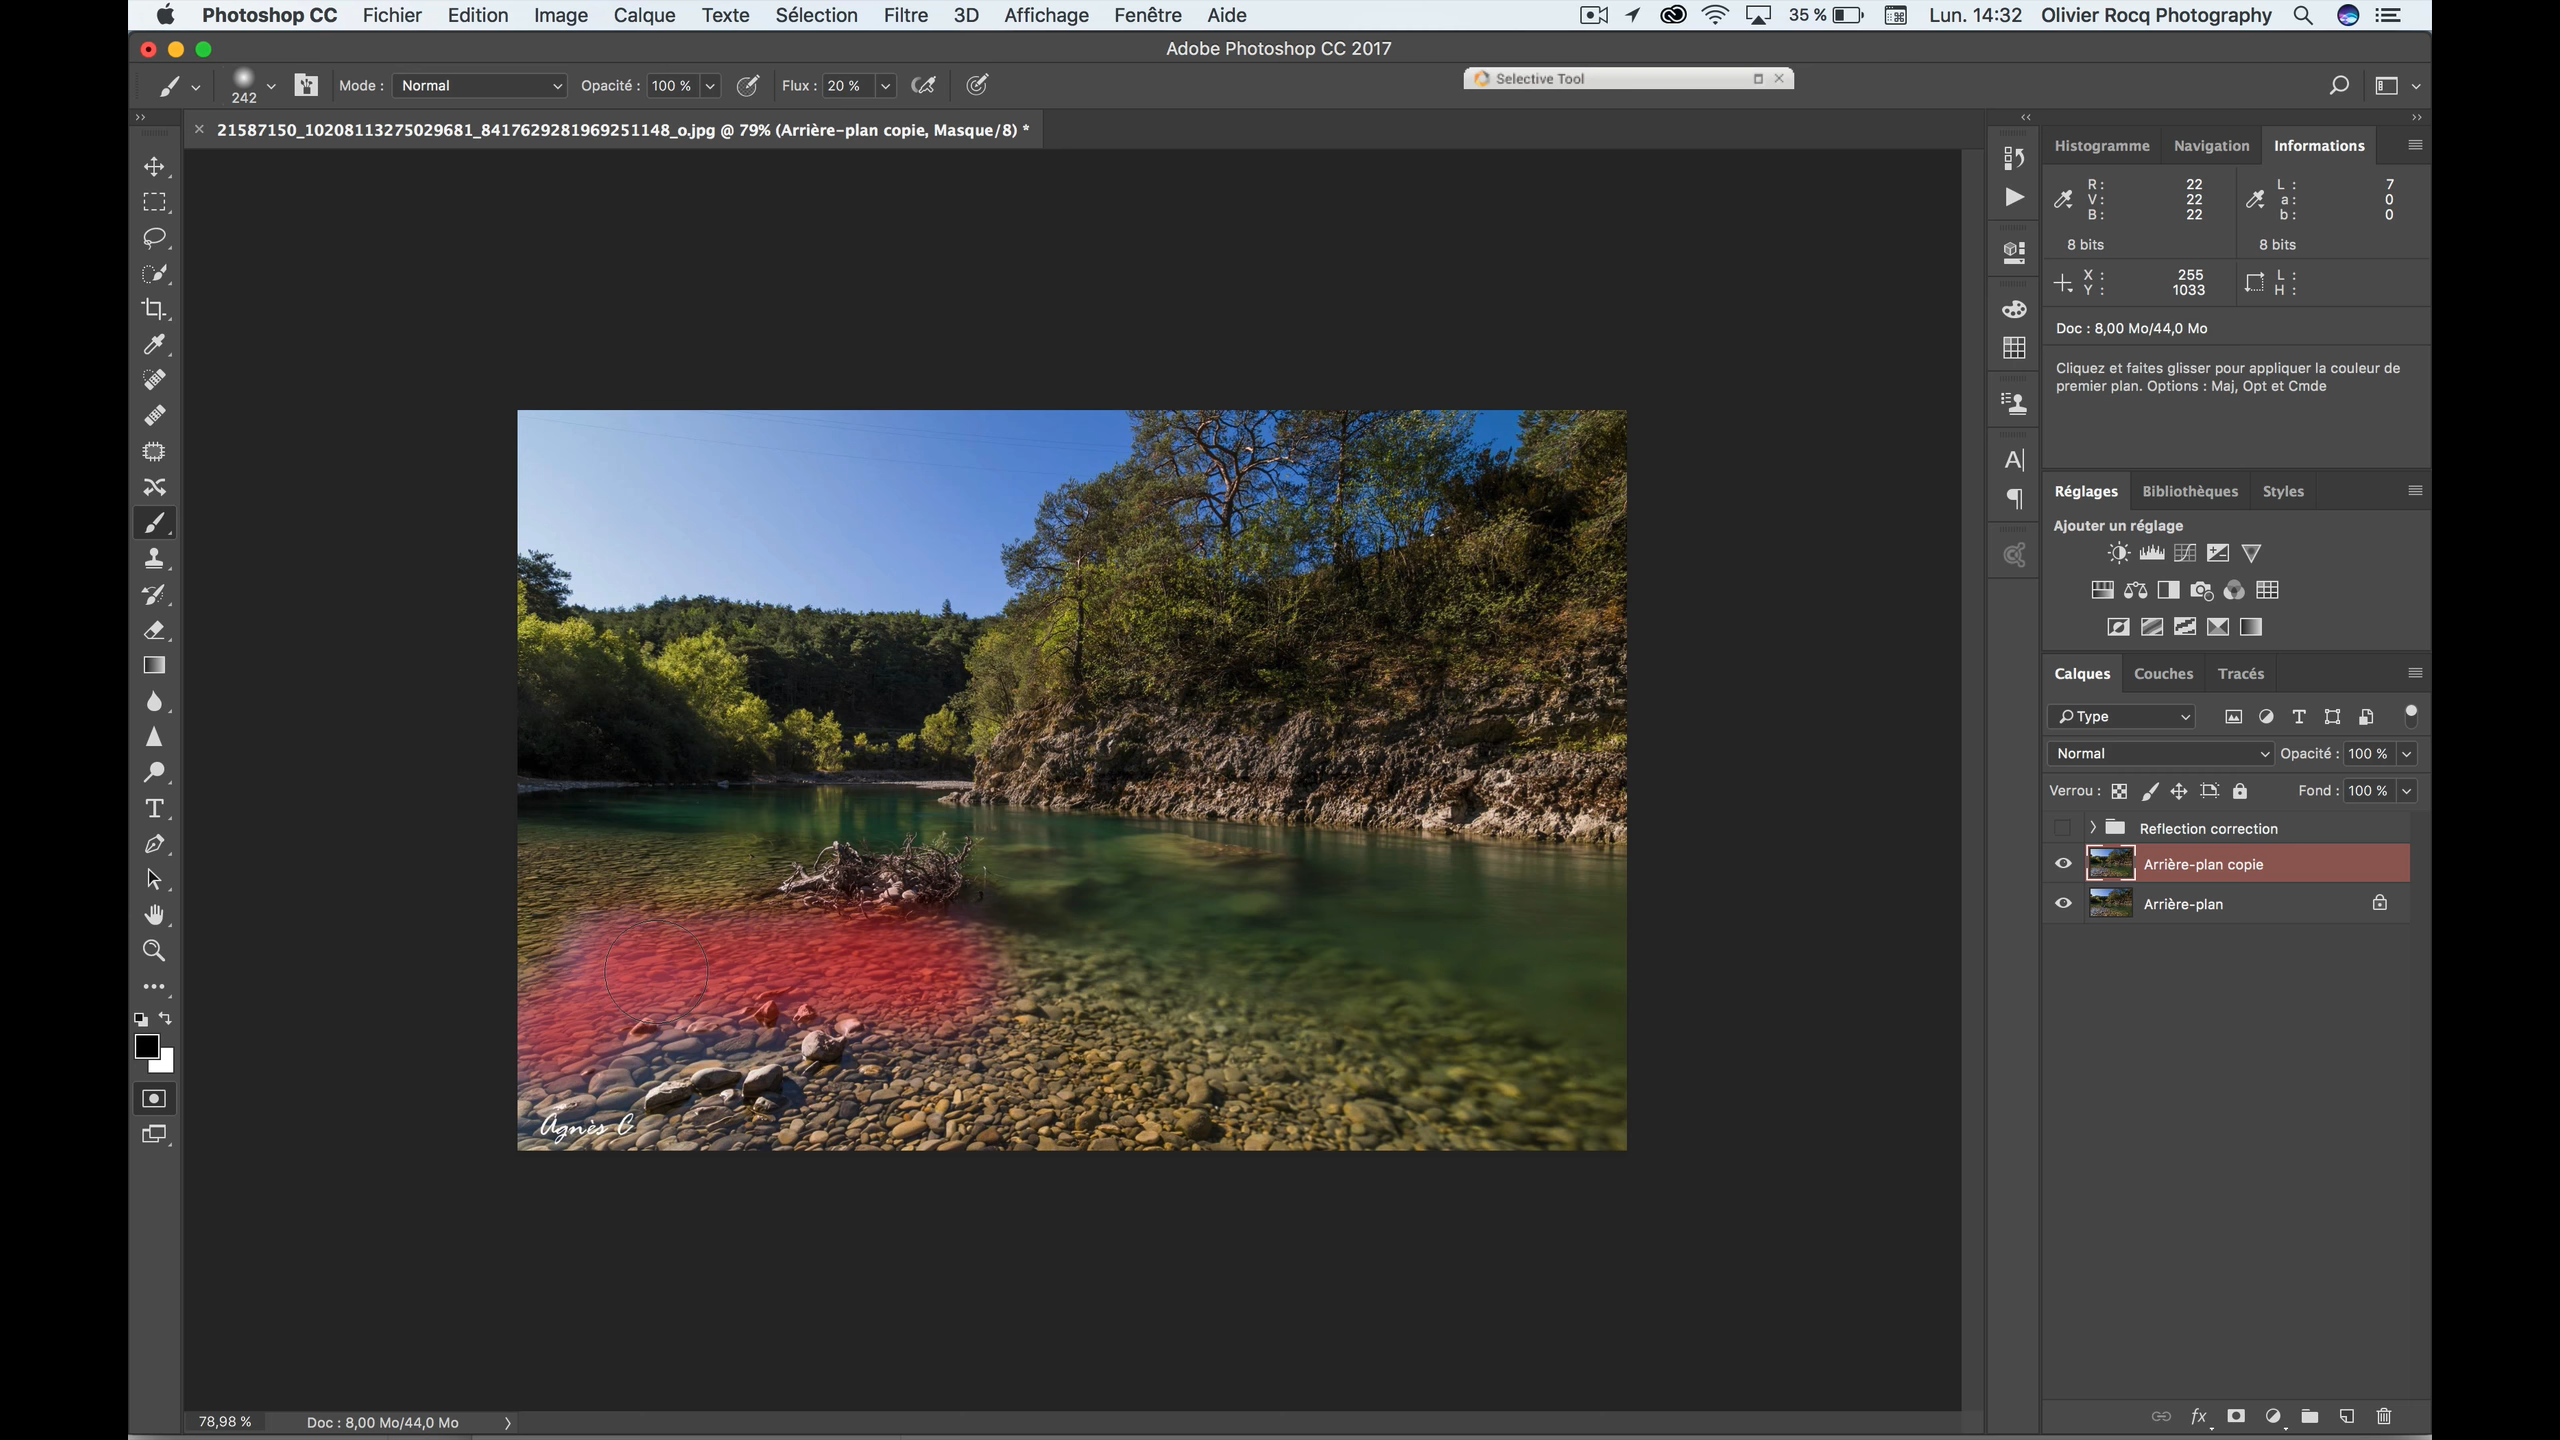 Photoshop CC Fichier Edition Image Calque Texte Sélection Filtre 3D Affichage Fenêtre Aide 35 % Lun. 14:32 Olivier Rocq Photography
Adobe Photoshop CC 2017
242 Mode : Normal Opacité : 100 % Flux : 20 %
Selective Tool
21587150_10208113275029681_8417629281969251148_o.jpg @ 79% (Arrière-plan copie, Masque/8) *
Histogramme Navigation Informations
R : 22 L : 7
V : 22 a : 0
B : 22 b : 0
8 bits 8 bits
X : 255 L :
Y : 1033 H :
Doc : 8,00 Mo/44,0 Mo
Cliquez et faites glisser pour appliquer la couleur de
premier plan. Options : Maj, Opt et Cmde
Réglages Bibliothèques Styles
Ajouter un réglage
Calques Couches Tracés
Type
Normal Opacité : 100 %
Verrou : Fond : 100 %
Reflection correction
Arrière-plan copie
Arrière-plan
Agnès C
78,98 % Doc : 8,00 Mo/44,0 Mo
fx